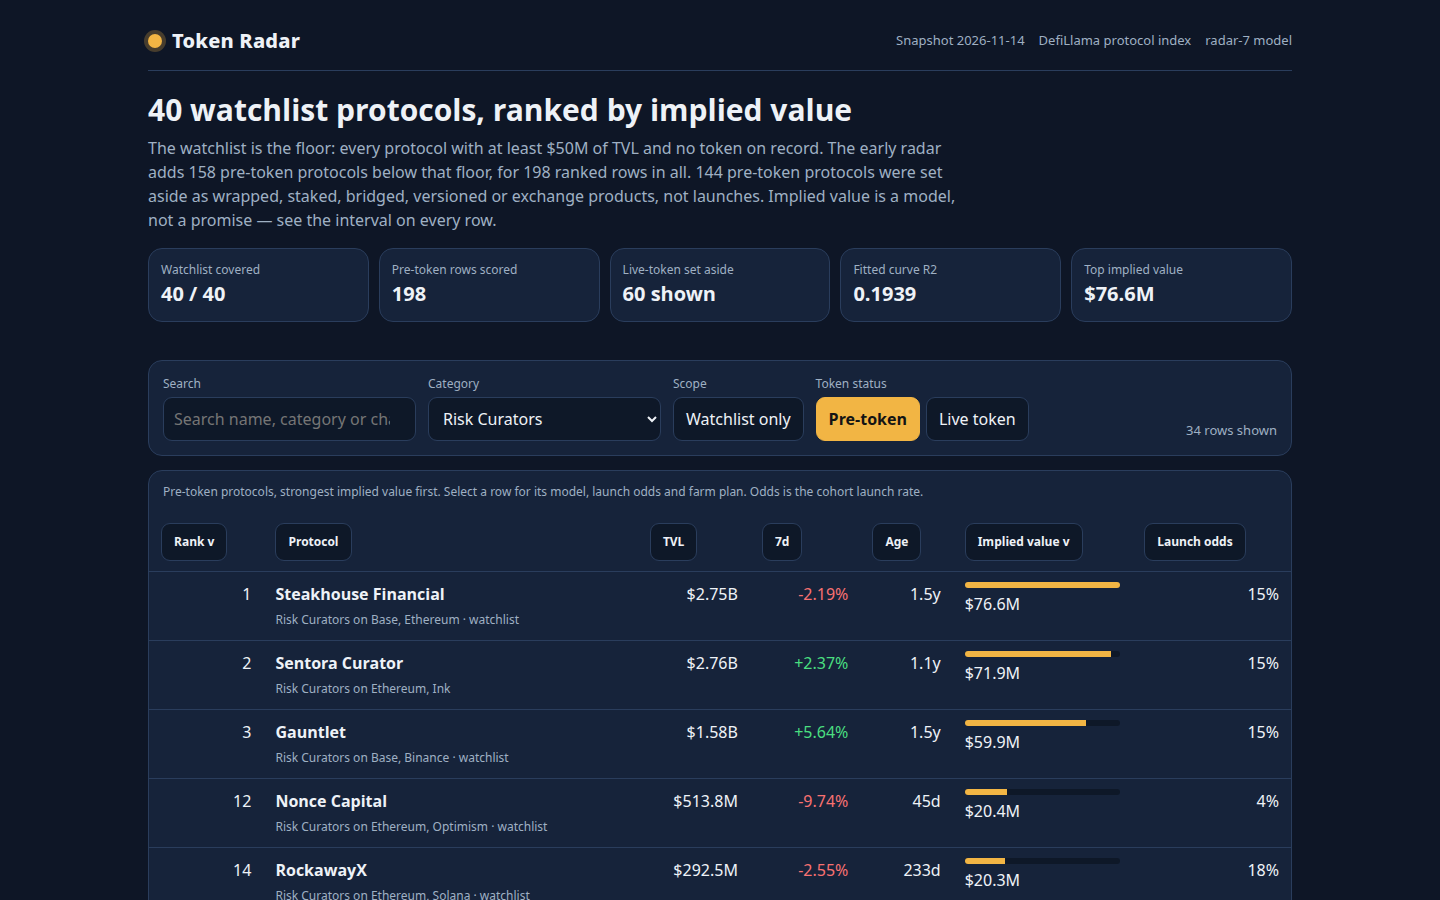 Token Radar
Snapshot 2026-11-14 DefiLlama protocol index radar-7 model
40 watchlist protocols, ranked by implied value
The watchlist is the floor: every protocol with at least $50M of TVL and no token on record. The early radar
adds 158 pre-token protocols below that floor, for 198 ranked rows in all. 144 pre-token protocols were set
aside as wrapped, staked, bridged, versioned or exchange products, not launches. Implied value is a model,
not a promise — see the interval on every row.
Watchlist covered
40 / 40
Pre-token rows scored
198
Live-token set aside
60 shown
Fitted curve R2
0.1939
Top implied value
$76.6M
Search
Search name, category or cha
Category
Risk Curators
Scope
Watchlist only
Token status
Pre-token
Live token
34 rows shown
Pre-token protocols, strongest implied value first. Select a row for its model, launch odds and farm plan. Odds is the cohort launch rate.
Rank v Protocol TVL 7d Age Implied value v Launch odds
1 Steakhouse Financial $2.75B -2.19% 1.5y $76.6M 15%
Risk Curators on Base, Ethereum · watchlist
2 Sentora Curator $2.76B +2.37% 1.1y $71.9M 15%
Risk Curators on Ethereum, Ink
3 Gauntlet $1.58B +5.64% 1.5y $59.9M 15%
Risk Curators on Base, Binance · watchlist
12 Nonce Capital $513.8M -9.74% 45d $20.4M 4%
Risk Curators on Ethereum, Optimism · watchlist
14 RockawayX $292.5M -2.55% 233d $20.3M 18%
Risk Curators on Ethereum, Solana · watchlist